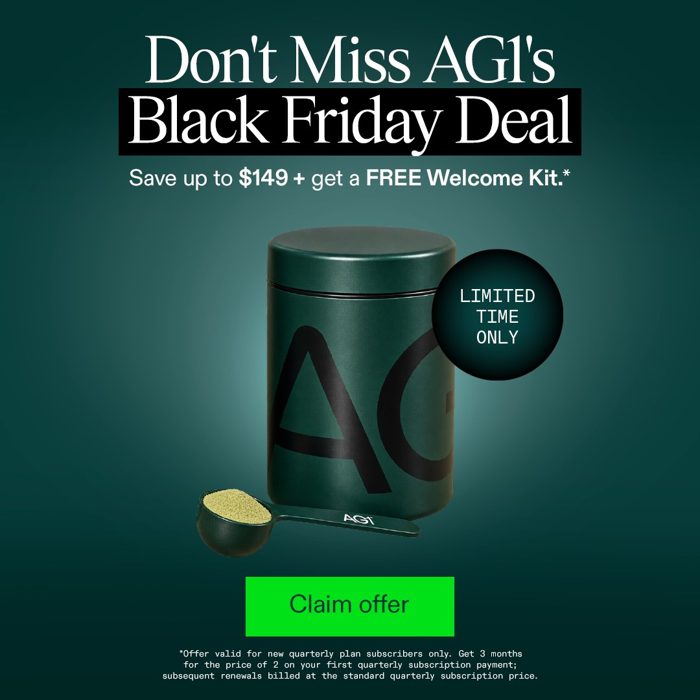 Don't Miss AG1's
Black Friday Deal
Save up to $149 + get a FREE Welcome Kit.*
LIMITED
TIME
ONLY
AG
AG1
Claim offer
*Offer valid for new quarterly plan subscribers only. Get 3 months
for the price of 2 on your first quarterly subscription payment;
subsequent renewals billed at the standard quarterly subscription price.